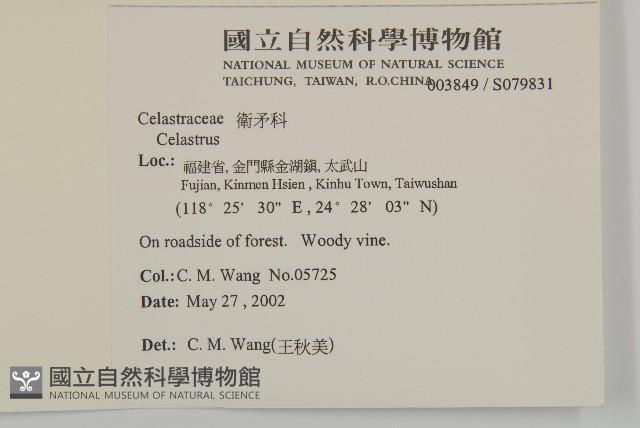 國立自然科學博物館
NATIONAL MUSEUM OF NATURAL SCIENCE
TAICHUNG, TAIWAN, R.O.CHINA
003849 / S079831
Celastraceae 衛矛科
Celastrus
Loc.: 福建省, 金門縣金湖鎮, 太武山
Fujian, Kinmen Hsien , Kinhu Town, Taiwushan
(118° 25' 30" E , 24° 28' 03" N)
On roadside of forest. Woody vine.
Col.: C. M. Wang No.05725
Date: May 27 , 2002
Det.: C. M. Wang(王秋美)
國立自然科學博物館
NATIONAL MUSEUM OF NATURAL SCIENCE